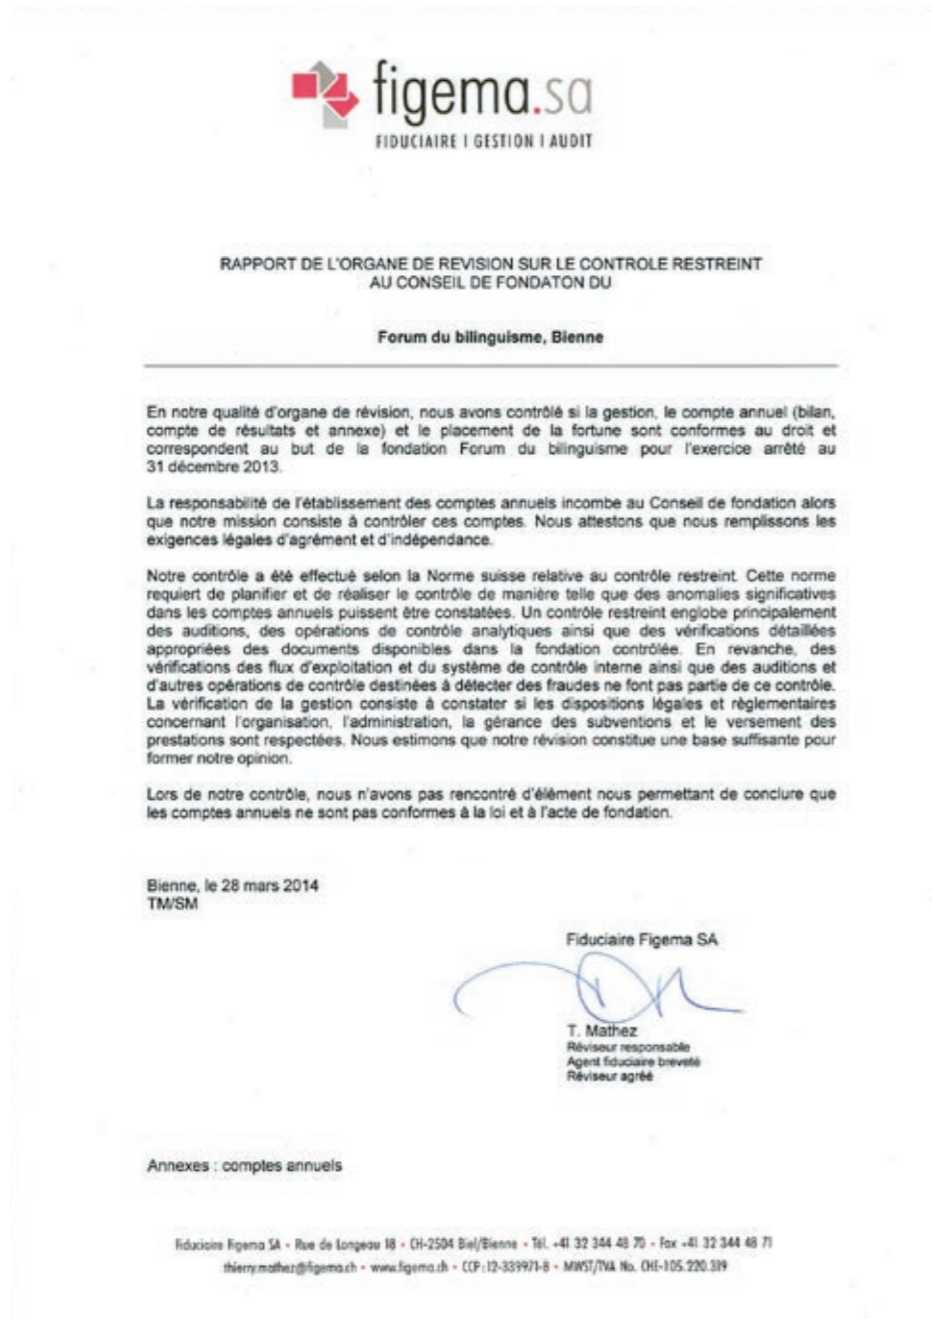 figema.sa
FIDUCIAIRE | GESTION | AUDIT
RAPPORT DE L'ORGANE DE REVISION SUR LE CONTROLE RESTREINT
AU CONSEIL DE FONDATON DU
Forum du bilinguisme, Bienne
En notre qualité d'organe de révision, nous avons contrôlé si la gestion, le compte annuel (bilan,
compte de résultats et annexe) et le placement de la fortune sont conformes au droit et
correspondent au but de la fondation Forum du bilinguisme pour l'exercice arrêté au
31 décembre 2013.
La responsabilité de l'établissement des comptes annuels incombe au Conseil de fondation alors
que notre mission consiste à contrôler ces comptes. Nous attestons que nous remplissons les
exigences légales d'agrément et d'indépendance.
Notre contrôle a été effectué selon la Norme suisse relative au contrôle restreint. Cette norme
requiert de planifier et de réaliser le contrôle de manière telle que des anomalies significatives
dans les comptes annuels puissent être constatées. Un contrôle restreint englobe principalement
des auditions, des opérations de contrôle analytiques ainsi que des vérifications détaillées
appropriées des documents disponibles dans la fondation contrôlée. En revanche, des
vérifications des flux d'exploitation et du système de contrôle interne ainsi que des auditions et
d'autres opérations de contrôle destinées à détecter des fraudes ne font pas partie de ce contrôle.
La vérification de la gestion consiste à constater si les dispositions légales et règlementaires
concernant l'organisation, l'administration, la gérance des subventions et le versement des
prestations sont respectées. Nous estimons que notre révision constitue une base suffisante pour
former notre opinion.
Lors de notre contrôle, nous n'avons pas rencontré d'élément nous permettant de conclure que
les comptes annuels ne sont pas conformes à la loi et à l'acte de fondation.
Bienne, le 28 mars 2014
TM/SM
Fiduciaire Figema SA
T. Mathez
Réviseur responsable
Agent fiduciaire breveté
Réviseur agréé
Annexes : comptes annuels
Fiduciaire Figema SA • Rue de Longeau 18 • CH-2504 Biel/Bienne • Tél. +41 32 344 48 70 • Fax +41 32 344 48 71
thierry.mathez@figema.ch • www.figema.ch • CCP: 12-339971-8 • MWST/TVA No. CHE-105.220.319